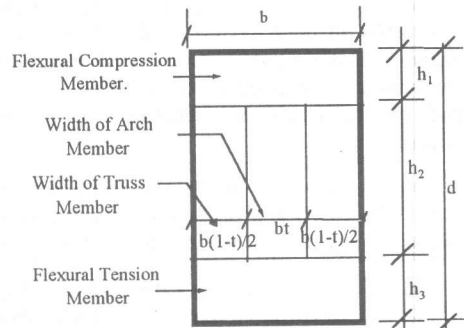 b
Flexural Compression
Member.
h1
Width of Arch
Member
h2
d
Width of Truss
Member
b(1-t)/2
bt
b(1-t)/2
Flexural Tension
Member
h3